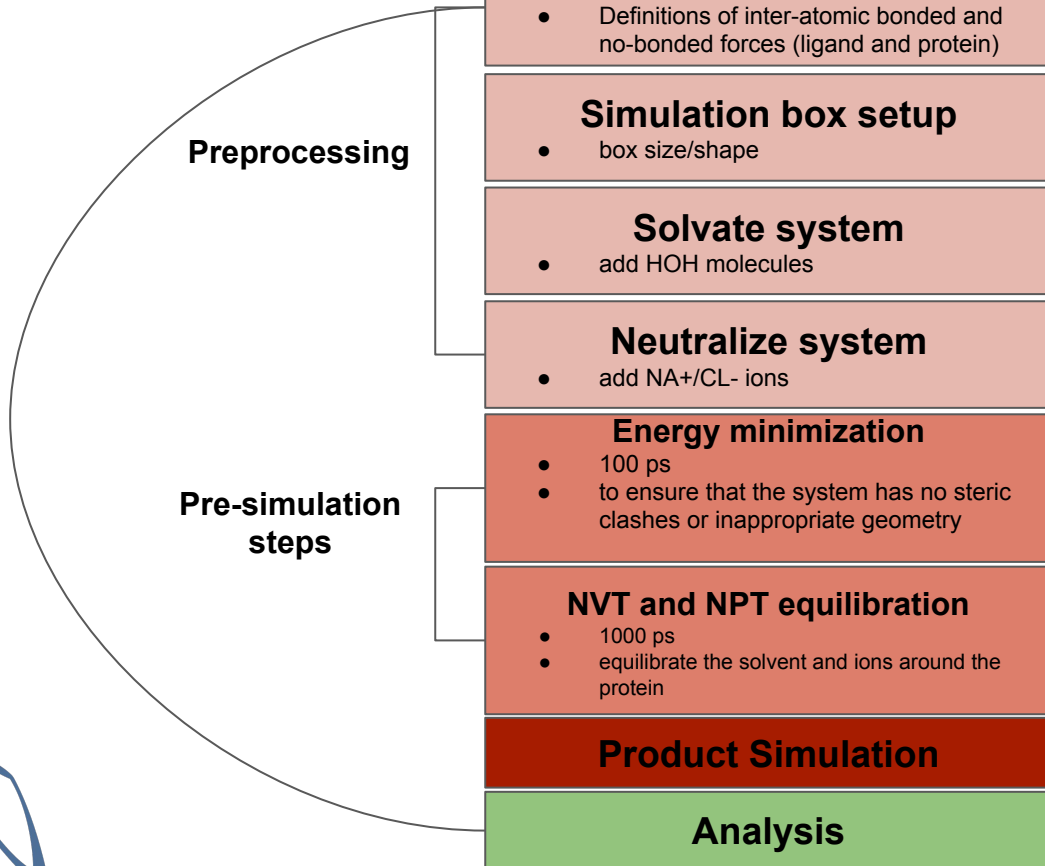 ● Definitions of inter-atomic bonded and
no-bonded forces (ligand and protein)
Simulation box setup
● box size/shape
Preprocessing
Solvate system
● add HOH molecules
Neutralize system
● add NA+/CL- ions
Energy minimization
● 100 ps
● to ensure that the system has no steric
clashes or inappropriate geometry
Pre-simulation
steps
NVT and NPT equilibration
● 1000 ps
● equilibrate the solvent and ions around the
protein
Product Simulation
Analysis